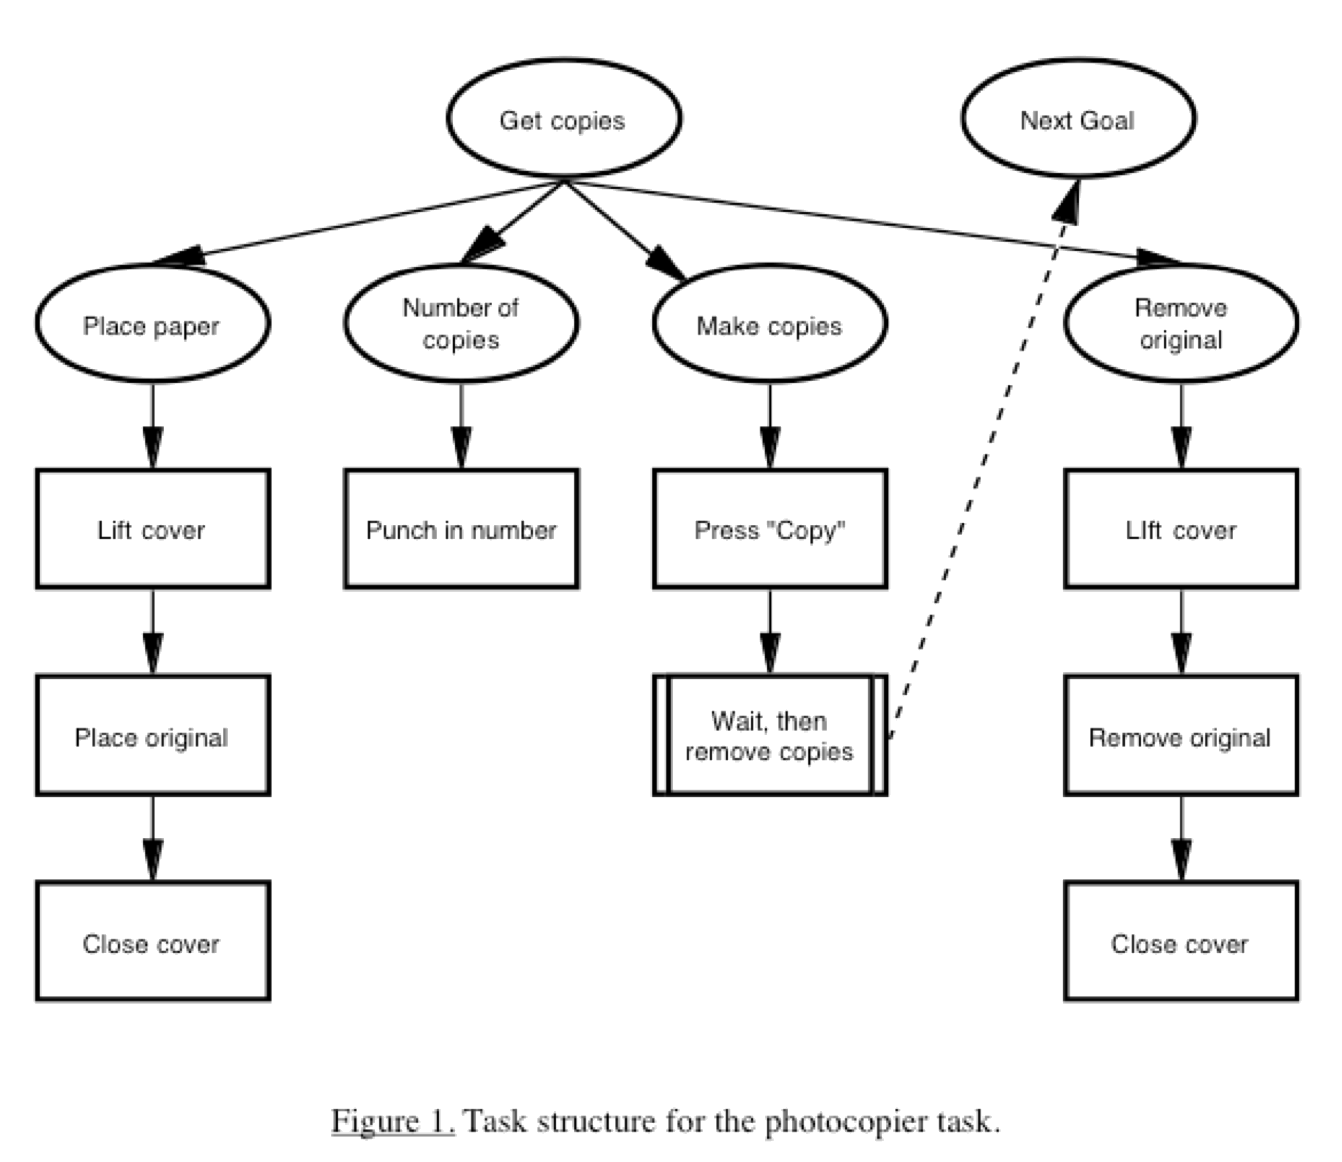 Get copies
Next Goal
Place paper
Number of
copies
Make copies
Remove
original
Lift cover
Punch in number
Press "Copy"
LIft cover
Place original
Wait, then
remove copies
Remove original
Close cover
Close cover
Figure 1. Task structure for the photocopier task.